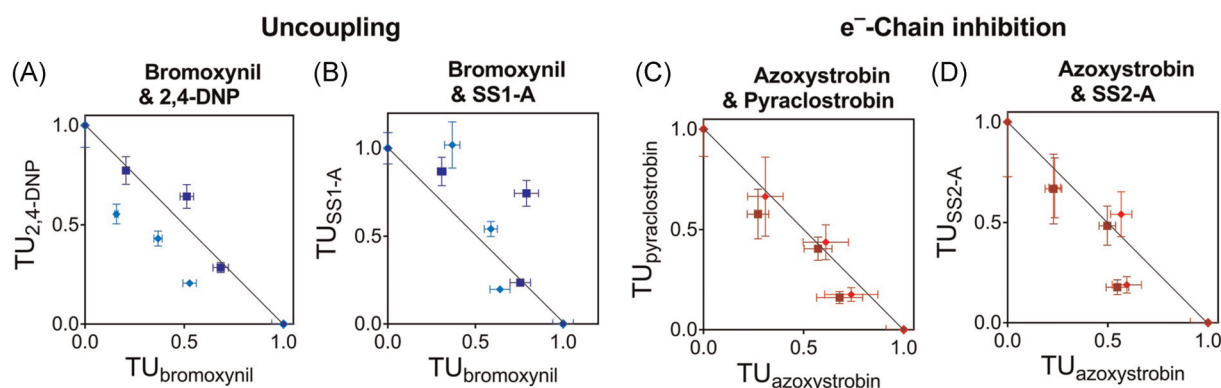 Uncoupling
e⁻-Chain inhibition
(A)
Bromoxynil
& 2,4-DNP
(B)
Bromoxynil
& SS1-A
(C)
Azoxystrobin
& Pyraclostrobin
(D)
Azoxystrobin
& SS2-A
TU2,4-DNP
1.0
0.5
0.0
0.0
0.5
1.0
TUbromoxynil
TUSS1-A
1.0
0.5
0.0
0.0
0.5
1.0
TUbromoxynil
TUpyraclostrobin
1.0
0.5
0.0
0.0
0.5
1.0
TUazoxystrobin
TUSS2-A
1.0
0.5
0.0
0.0
0.5
1.0
TUazoxystrobin